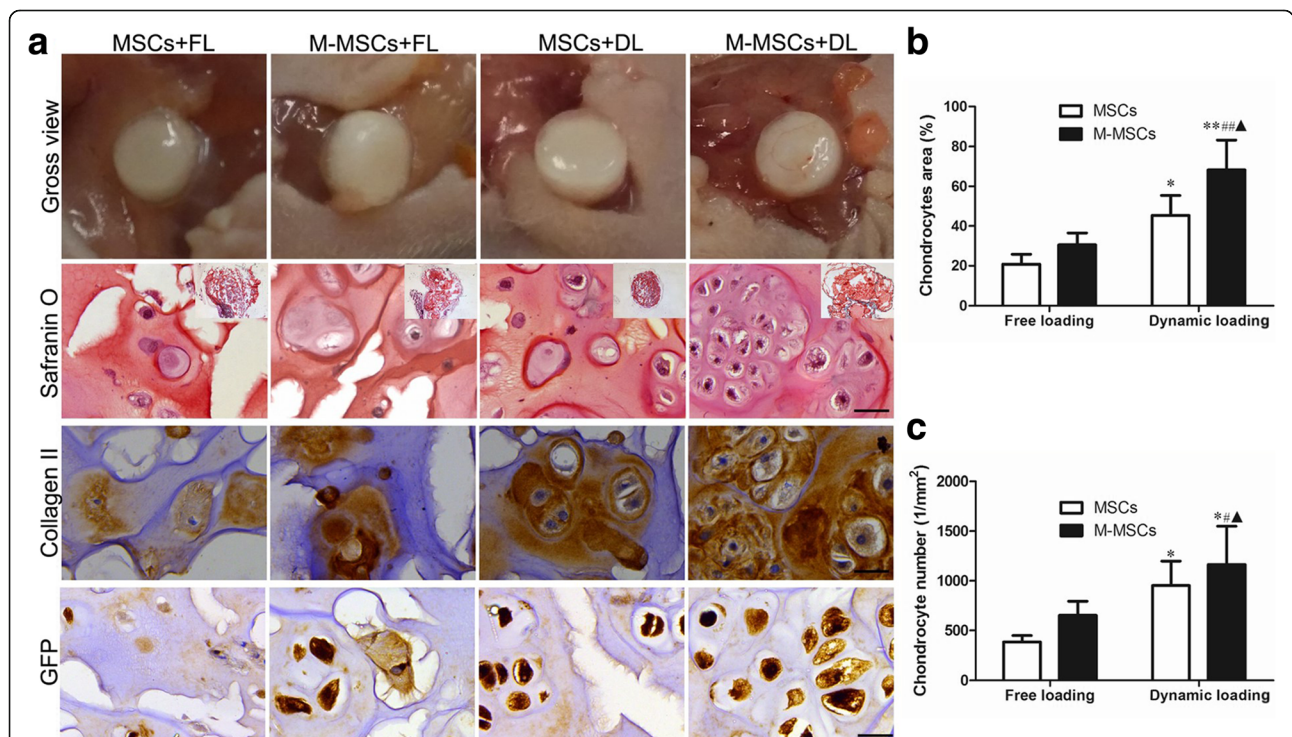 a
MSCs+FL M-MSCs+FL MSCs+DL M-MSCs+DL
Gross view
Safranin O
Collagen II
GFP
b
Chondrocytes area (%)
100
80
60
40
20
0
MSCs
M-MSCs
*
**##▲
Free loading Dynamic loading
c
Chondrocyte number (1/mm²)
2000
1500
1000
500
0
MSCs
M-MSCs
*
*#▲
Free loading Dynamic loading